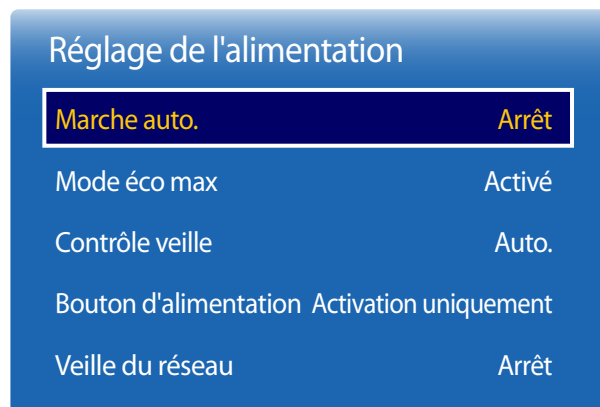 Réglage de l'alimentation
Marche auto. Arrêt
Mode éco max Activé
Contrôle veille Auto.
Bouton d'alimentation Activation uniquement
Veille du réseau Arrêt